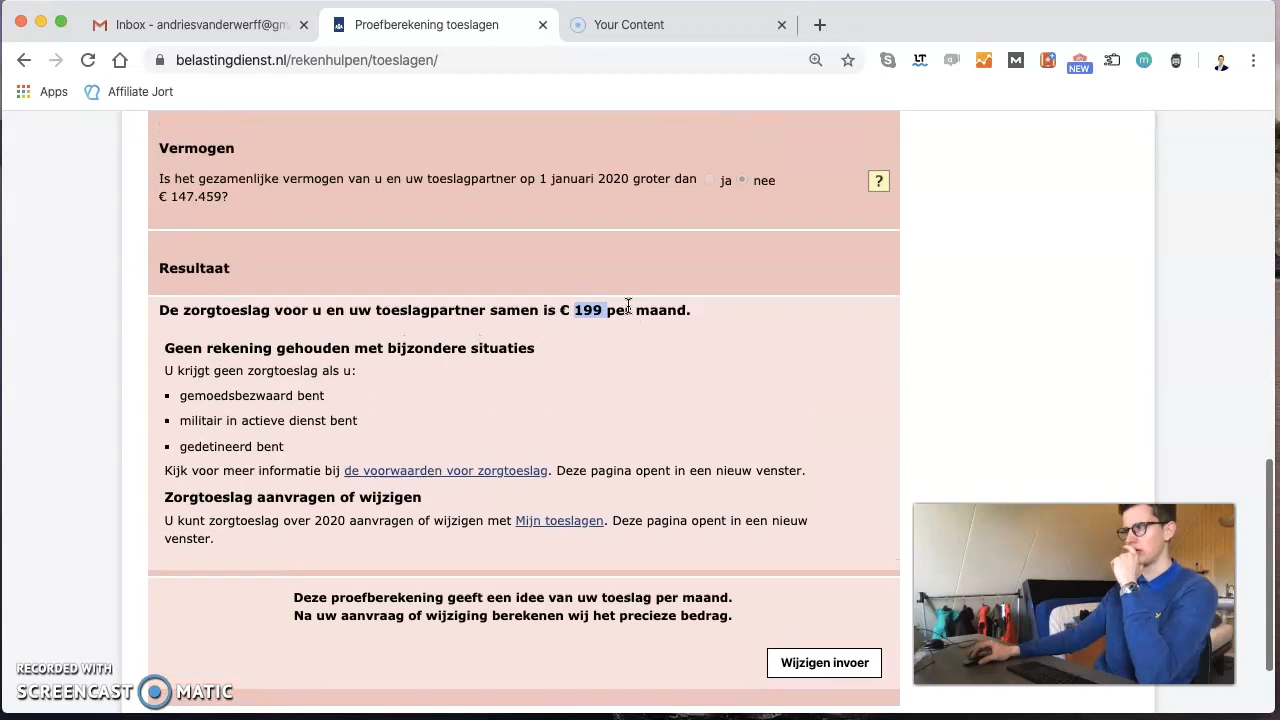 Inbox - andriesvanderwerff@gm
Proefberekening toeslagen
Your Content
belastingdienst.nl/rekenhulpen/toeslagen/
NEW
Apps
Affiliate Jort
Vermogen
Is het gezamenlijke vermogen van u en uw toeslagpartner op 1 januari 2020 groter dan ja nee
€ 147.459?
?
Resultaat
De zorgtoeslag voor u en uw toeslagpartner samen is € 199 per maand.
Geen rekening gehouden met bijzondere situaties
U krijgt geen zorgtoeslag als u:
gemoedsbezwaard bent
militair in actieve dienst bent
gedetineerd bent
Kijk voor meer informatie bij de voorwaarden voor zorgtoeslag. Deze pagina opent in een nieuw venster.
Zorgtoeslag aanvragen of wijzigen
U kunt zorgtoeslag over 2020 aanvragen of wijzigen met Mijn toeslagen. Deze pagina opent in een nieuw
venster.
Deze proefberekening geeft een idee van uw toeslag per maand.
Na uw aanvraag of wijziging berekenen wij het precieze bedrag.
Wijzigen invoer
RECORDED WITH
SCREENCAST MATIC